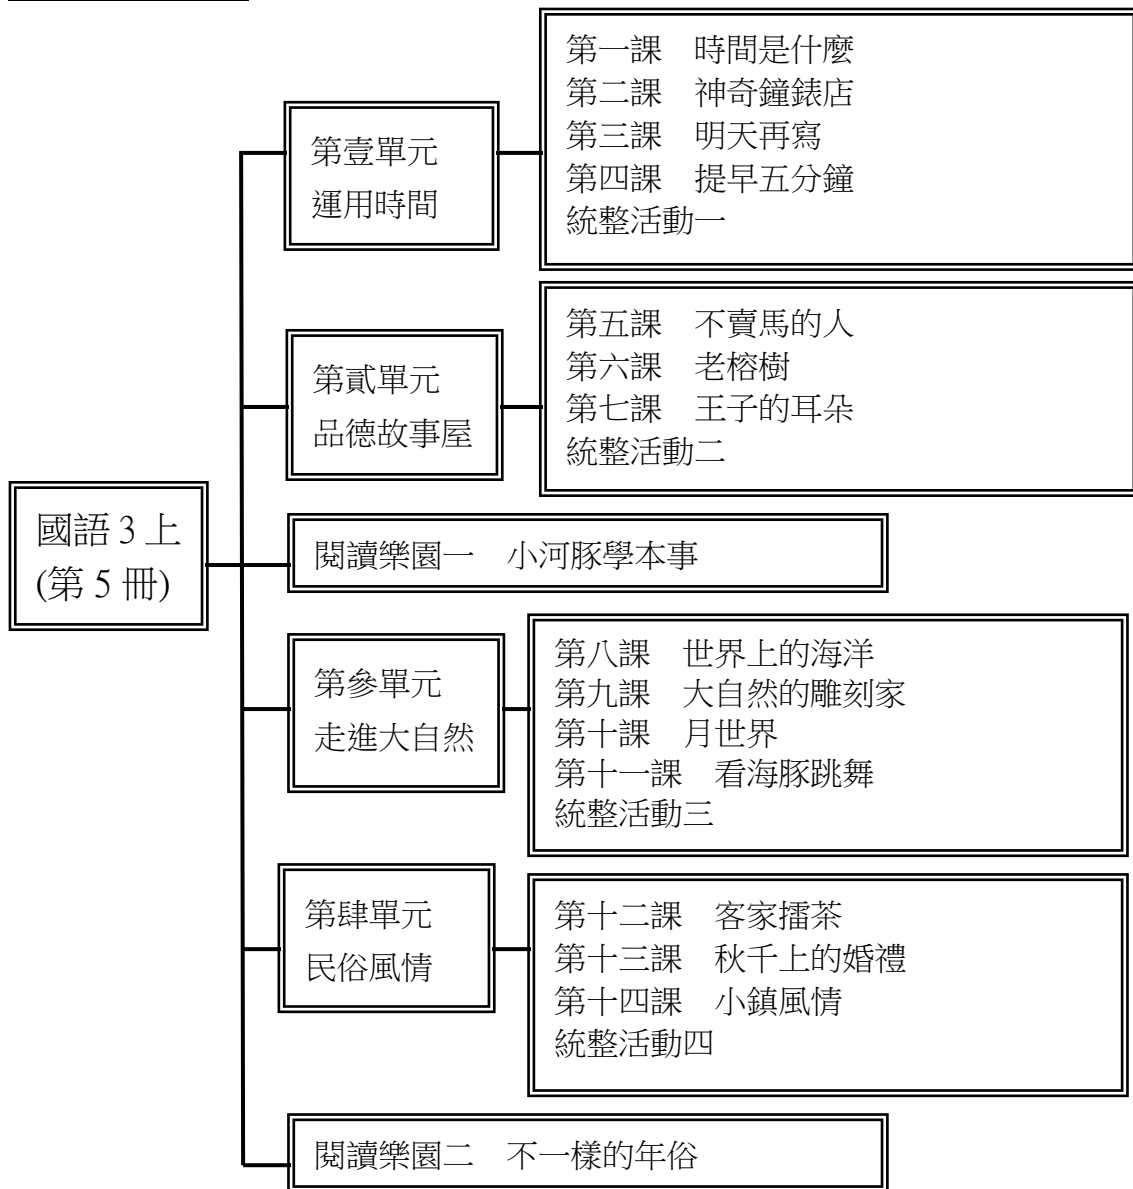 國語 3 上
(第 5 冊)
第壹單元
運用時間
第一課　時間是什麼
第二課　神奇鐘錶店
第三課　明天再寫
第四課　提早五分鐘
統整活動一
第貳單元
品德故事屋
第五課　不賣馬的人
第六課　老榕樹
第七課　王子的耳朵
統整活動二
閱讀樂園一　小河豚學本事
第參單元
走進大自然
第八課　世界上的海洋
第九課　大自然的雕刻家
第十課　月世界
第十一課　看海豚跳舞
統整活動三
第肆單元
民俗風情
第十二課　客家擂茶
第十三課　秋千上的婚禮
第十四課　小鎮風情
統整活動四
閱讀樂園二　不一樣的年俗